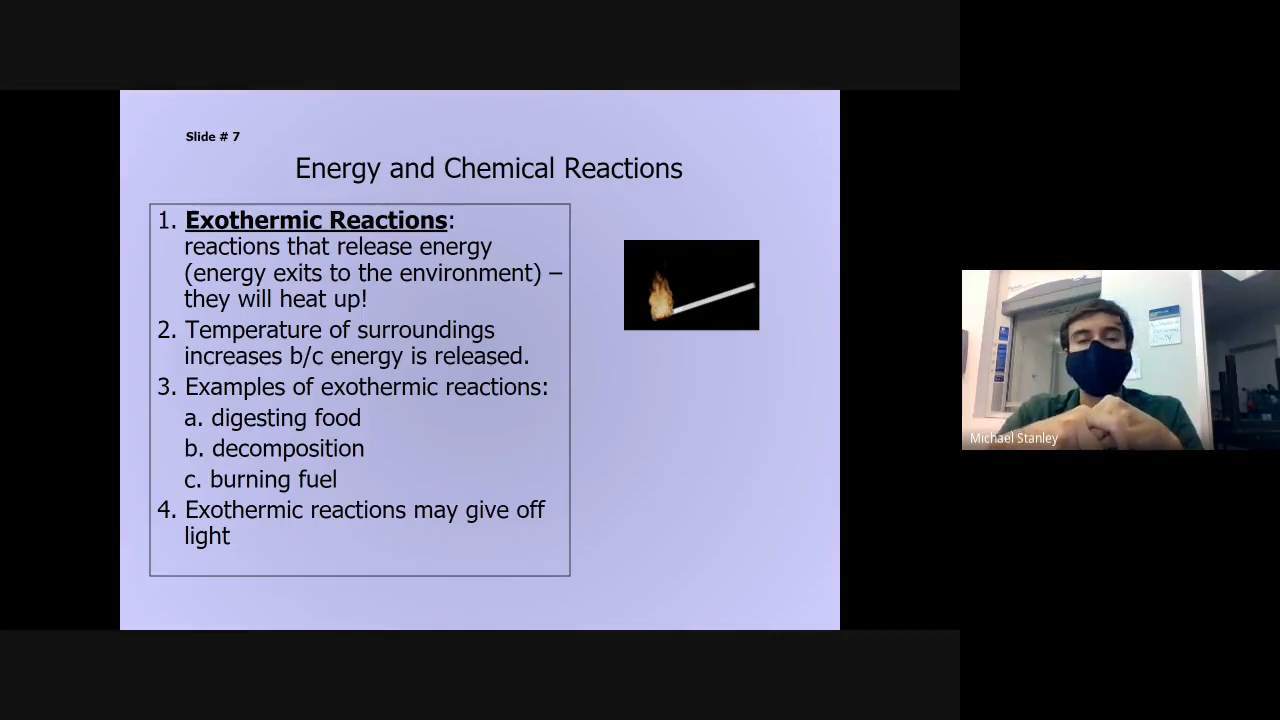 Slide # 7
Energy and Chemical Reactions
1. Exothermic Reactions:
reactions that release energy
(energy exits to the environment) –
they will heat up!
2. Temperature of surroundings
increases b/c energy is released.
3. Examples of exothermic reactions:
a. digesting food
b. decomposition
c. burning fuel
4. Exothermic reactions may give off
light
Michael Stanley